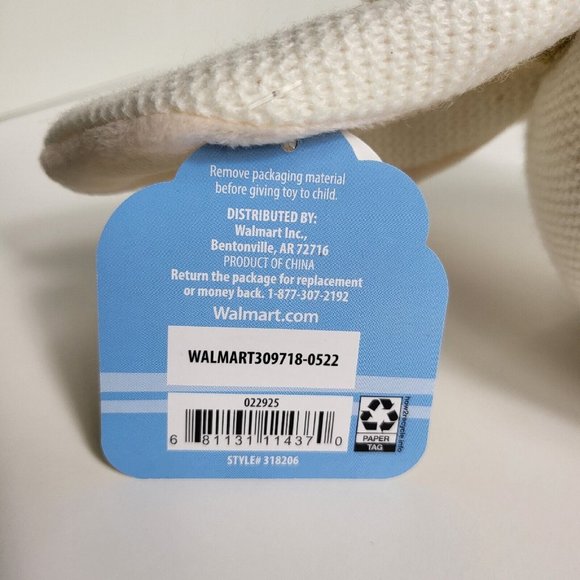 Remove packaging material
before giving toy to child.
DISTRIBUTED BY:
Walmart Inc.,
Bentonville, AR 72716
PRODUCT OF CHINA
Return the package for replacement
or money back. 1-877-307-2192
Walmart.com
WALMART309718-0522
022925
6 81131 11437 0
STYLE# 318206
PAPER
TAG
how2recycle.info